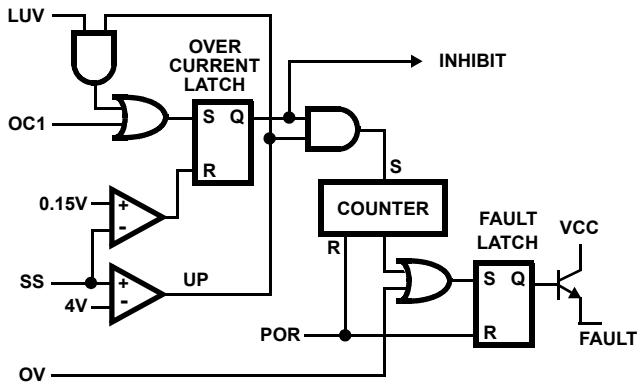 LUV
OVER
CURRENT
LATCH
INHIBIT
OC1
S Q
R
0.15V
+
-
S
COUNTER
R
FAULT
LATCH
VCC
SS
+
-
4V
UP
S Q
R
POR
FAULT
OV